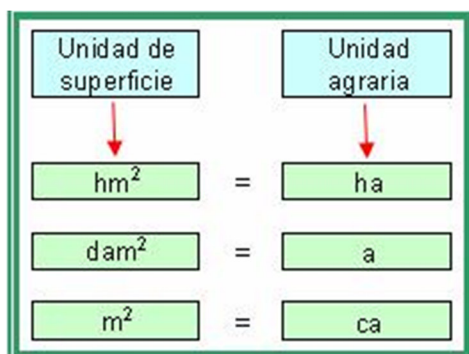 Unidad de superficie
Unidad agraria
hm² = ha
dam² = a
m² = ca